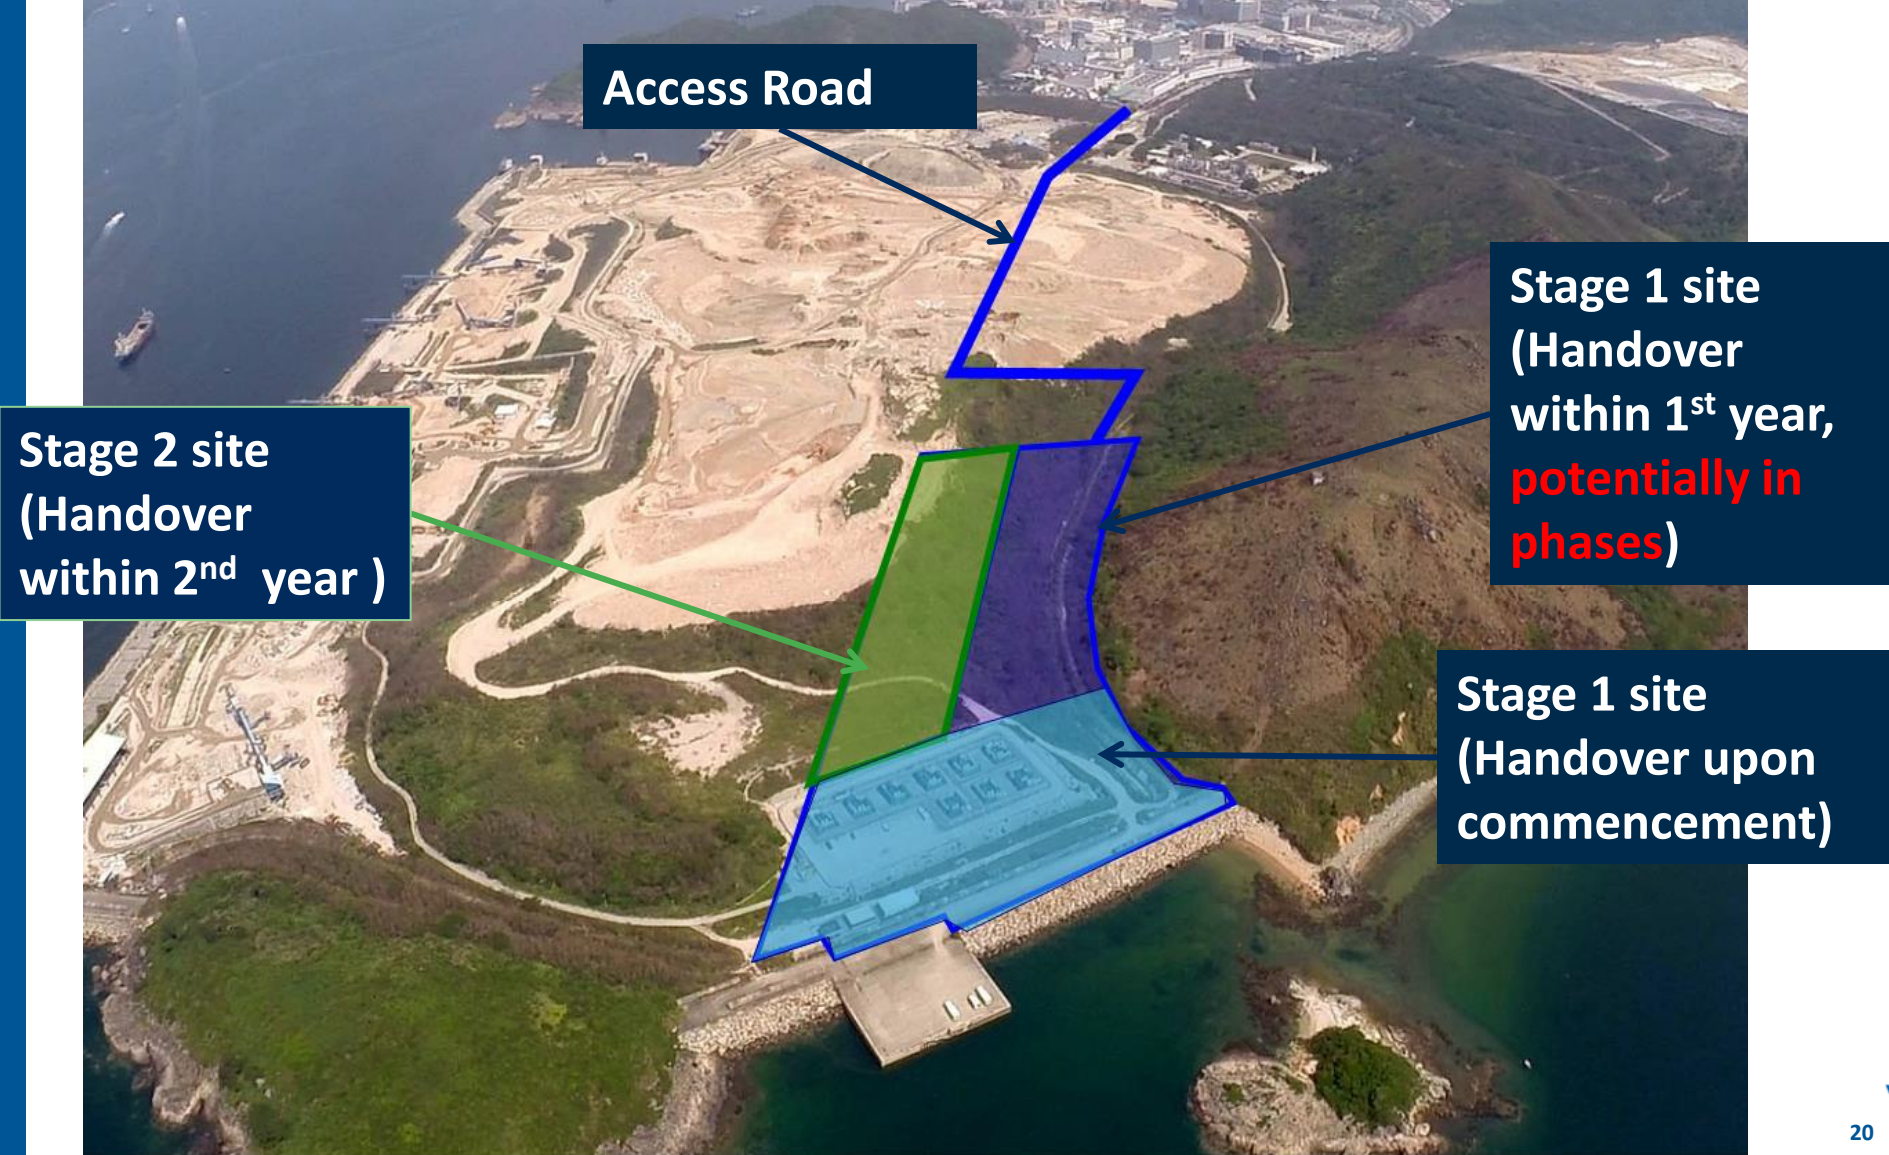 Access Road
Stage 1 site
(Handover
within 1st year,
potentially in
phases)
Stage 2 site
(Handover
within 2nd year )
Stage 1 site
(Handover upon
commencement)
20